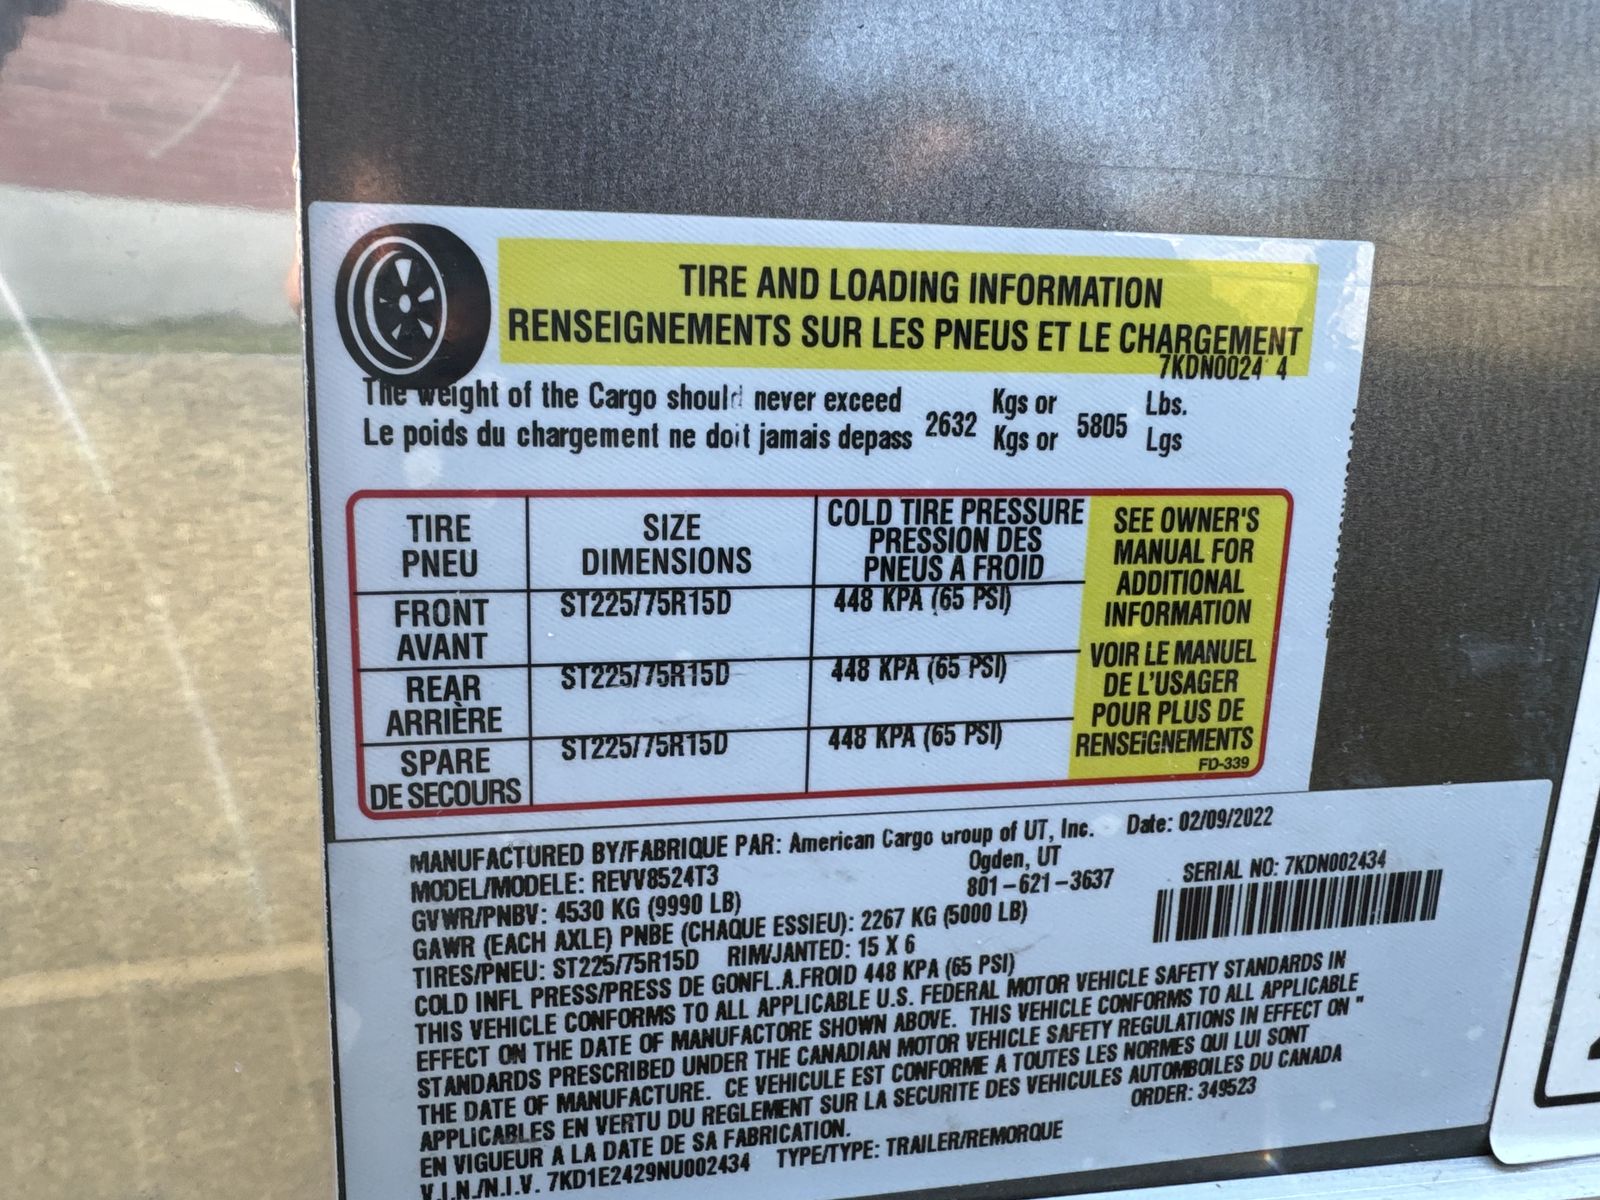 TIRE AND LOADING INFORMATION
RENSEIGNEMENTS SUR LES PNEUS ET LE CHARGEMENT
7KDN0024 4
The weight of the Cargo should never exceed Kgs or Lbs.
Le poids du chargement ne doit jamais depass 2632 Kgs or 5805 Lgs
TIRE PNEU
SIZE DIMENSIONS
COLD TIRE PRESSURE
PRESSION DES
PNEUS A FROID
FRONT AVANT
ST225/75R15D
448 KPA (65 PSI)
REAR ARRIÈRE
ST225/75R15D
448 KPA (65 PSI)
SPARE DE SECOURS
ST225/75R15D
448 KPA (65 PSI)
SEE OWNER'S
MANUAL FOR
ADDITIONAL
INFORMATION
VOIR LE MANUEL
DE L'USAGER
POUR PLUS DE
RENSEIGNEMENTS
FD-339
MANUFACTURED BY/FABRIQUE PAR: American Cargo Group of UT, Inc. Date: 02/09/2022
Ogden, UT
MODEL/MODELE: REVV8524T3 801-621-3637 SERIAL NO: 7KDN002434
GVWR/PNBV: 4530 KG (9990 LB)
GAWR (EACH AXLE) PNBE (CHAQUE ESSIEU): 2267 KG (5000 LB)
TIRES/PNEU: ST225/75R15D RIM/JANTED: 15 X 6
COLD INFL PRESS/PRESS DE GONFL.A.FROID 448 KPA (65 PSI)
THIS VEHICLE CONFORMS TO ALL APPLICABLE U.S. FEDERAL MOTOR VEHICLE SAFETY STANDARDS IN
EFFECT ON THE DATE OF MANUFACTORE SHOWN ABOVE. THIS VEHICLE CONFORMS TO ALL APPLICABLE
STANDARDS PRESCRIBED UNDER THE CANADIAN MOTOR VEHICLE SAFETY REGULATIONS IN EFFECT ON "
THE DATE OF MANUFACTURE. CE VEHICULE EST CONFORME A TOUTES LES NORMES QUI LUI SONT
APPLICABLES EN VERTU DU REGLEMENT SUR LA SECURITE DES VEHICULES AUTOMBOILES DU CANADA
EN VIGUEUR A LA DATE DE SA FABRICATION. ORDER: 349523
V.I.N./N.I.V. 7KD1E2429NU002434 TYPE/TYPE: TRAILER/REMORQUE